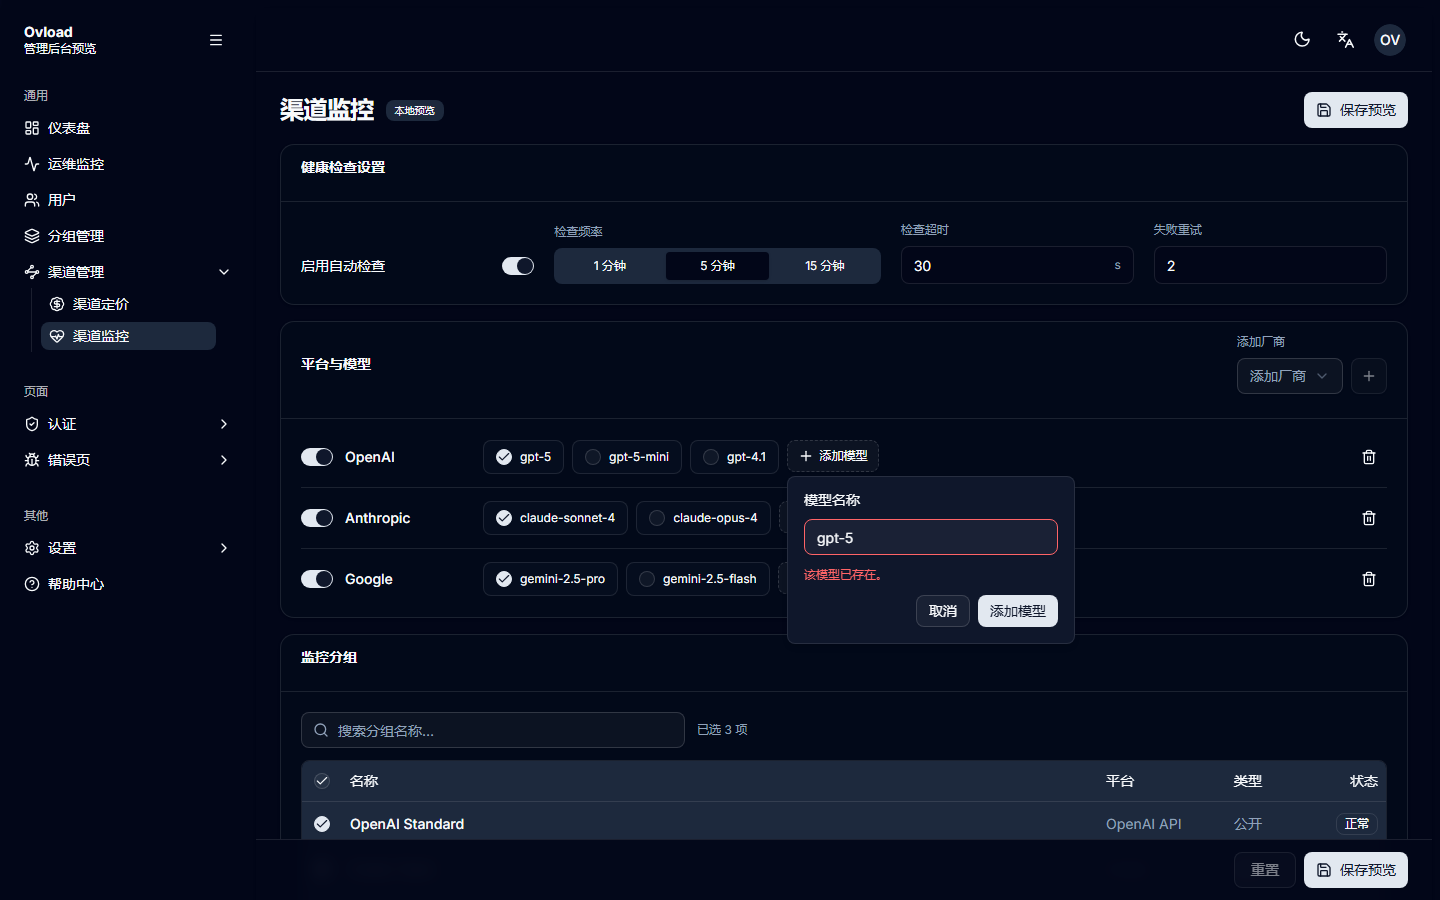 Ovload
管理后台预览
OV
通用
仪表盘
运维监控
用户
分组管理
渠道管理
渠道定价
渠道监控
页面
认证
错误页
其他
设置
帮助中心
渠道监控
本地预览
保存预览
健康检查设置
启用自动检查
检查频率
1 分钟
5 分钟
15 分钟
检查超时
30
s
失败重试
2
平台与模型
添加厂商
添加厂商
OpenAI
gpt-5
gpt-5-mini
gpt-4.1
添加模型
Anthropic
claude-sonnet-4
claude-opus-4
Google
gemini-2.5-pro
gemini-2.5-flash
模型名称
gpt-5
该模型已存在。
取消
添加模型
监控分组
搜索分组名称...
已选 3 项
名称
平台
类型
状态
OpenAI Standard
OpenAI API
公开
正常
重置
保存预览